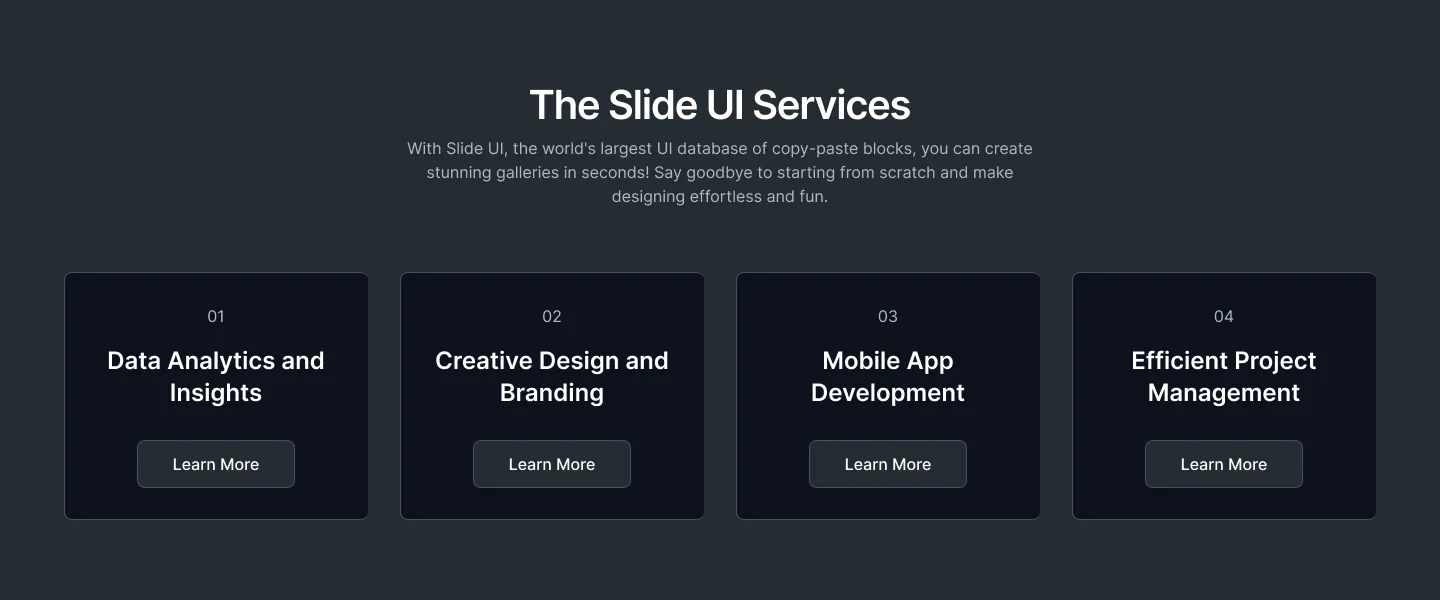 The Slide UI Services
With Slide UI, the world's largest UI database of copy-paste blocks, you can create
stunning galleries in seconds! Say goodbye to starting from scratch and make
designing effortless and fun.
01
Data Analytics and
Insights
Learn More
02
Creative Design and
Branding
Learn More
03
Mobile App
Development
Learn More
04
Efficient Project
Management
Learn More